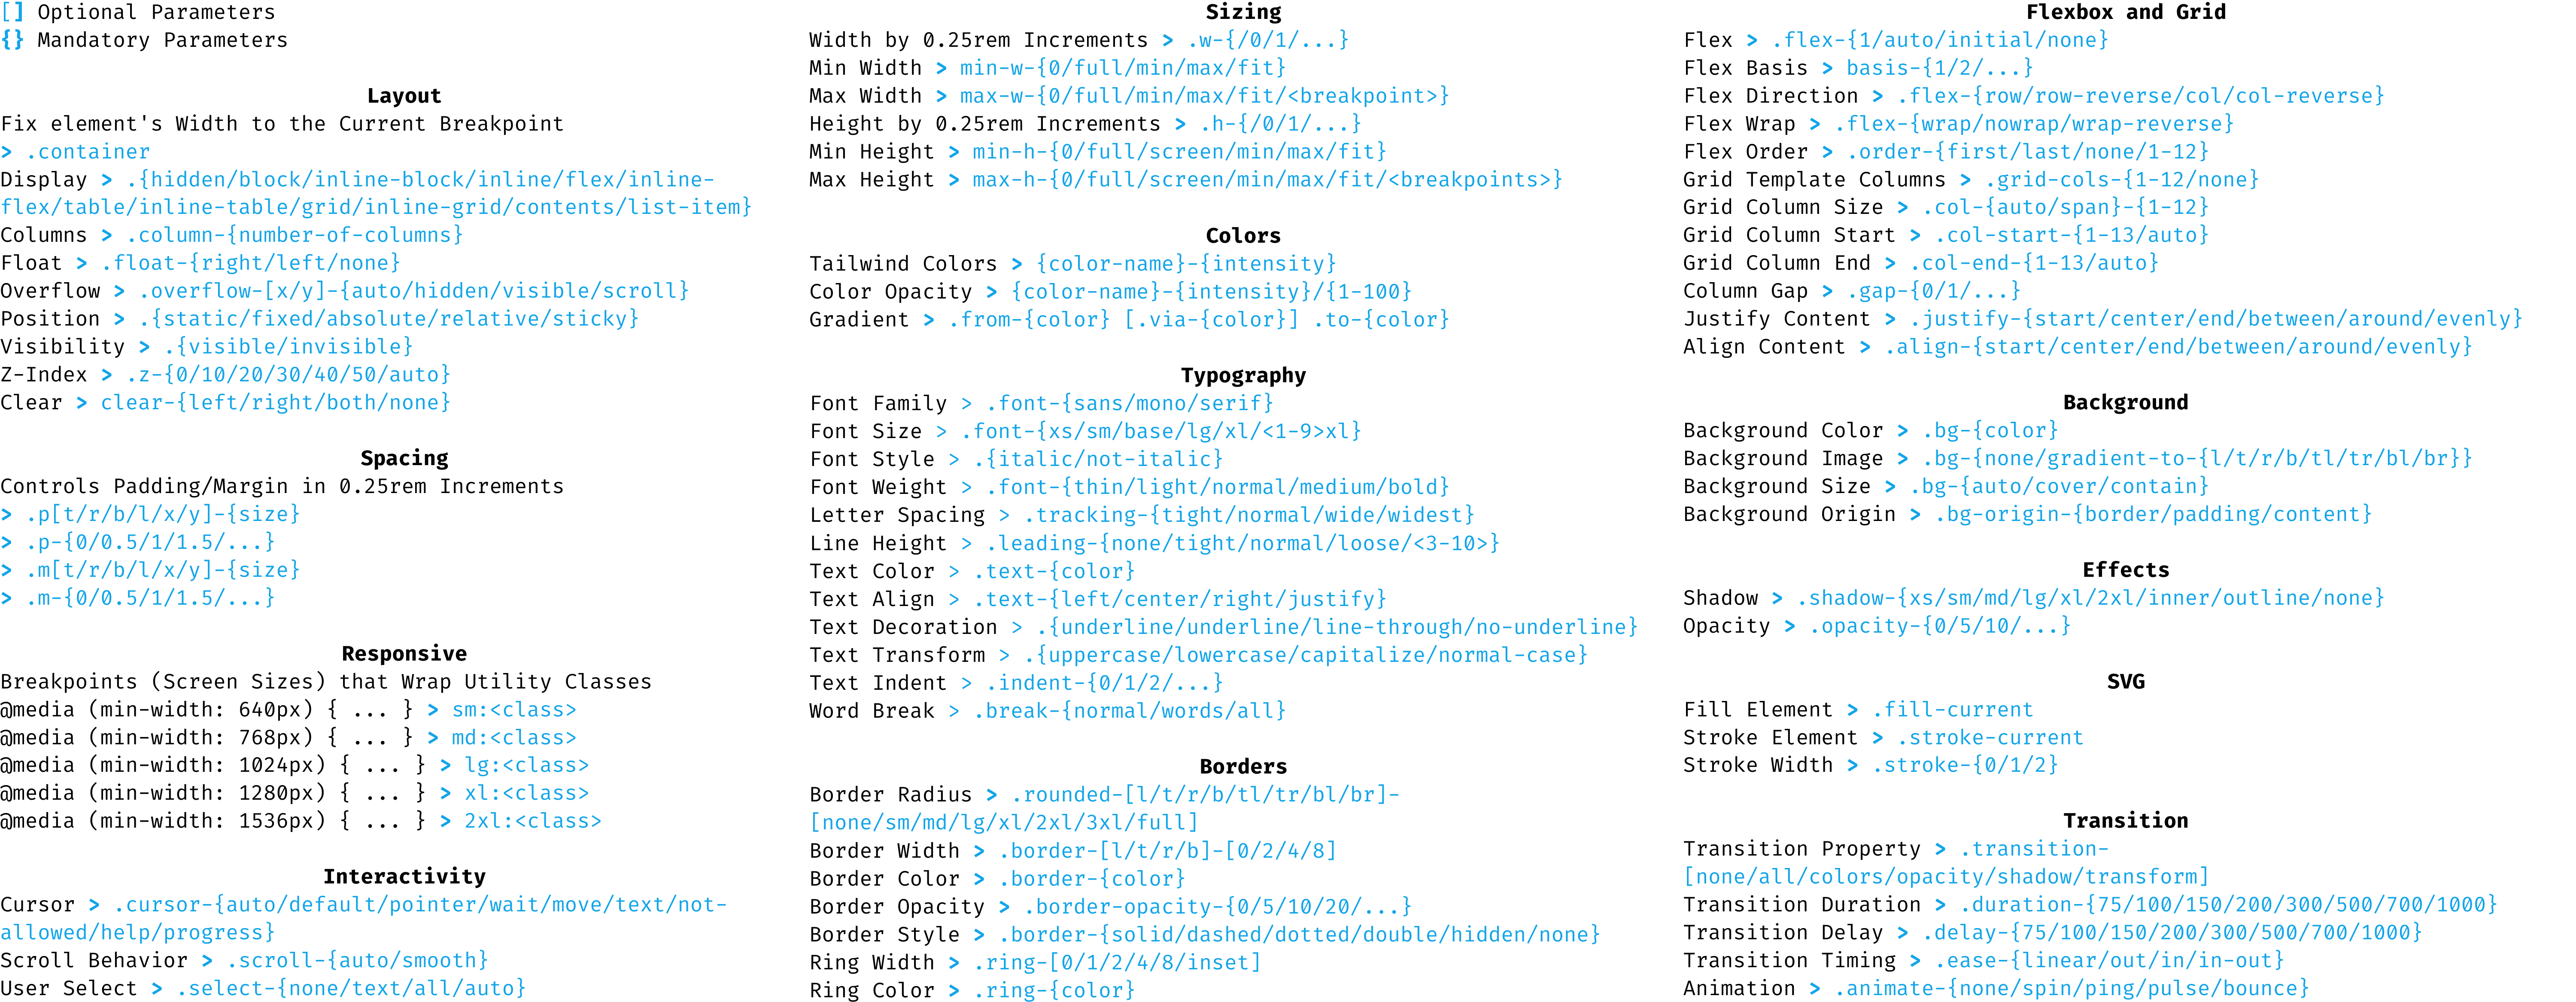 [] Optional Parameters
{} Mandatory Parameters
Layout
Fix element's Width to the Current Breakpoint
> .container
Display > .{hidden/block/inline-block/inline/flex/inline-
flex/table/inline-table/grid/inline-grid/contents/list-item}
Columns > .column-{number-of-columns}
Float > .float-{right/left/none}
Overflow > .overflow-[x/y]-{auto/hidden/visible/scroll}
Position > .{static/fixed/absolute/relative/sticky}
Visibility > .{visible/invisible}
Z-Index > .z-{0/10/20/30/40/50/auto}
Clear > clear-{left/right/both/none}
Spacing
Controls Padding/Margin in 0.25rem Increments
> .p[t/r/b/l/x/y]-{size}
> .p-{0/0.5/1/1.5/...}
> .m[t/r/b/l/x/y]-{size}
> .m-{0/0.5/1/1.5/...}
Responsive
Breakpoints (Screen Sizes) that Wrap Utility Classes
@media (min-width: 640px) { ... } > sm:<class>
@media (min-width: 768px) { ... } > md:<class>
@media (min-width: 1024px) { ... } > lg:<class>
@media (min-width: 1280px) { ... } > xl:<class>
@media (min-width: 1536px) { ... } > 2xl:<class>
Interactivity
Cursor > .cursor-{auto/default/pointer/wait/move/text/not-
allowed/help/progress}
Scroll Behavior > .scroll-{auto/smooth}
User Select > .select-{none/text/all/auto}
Sizing
Width by 0.25rem Increments > .w-{/0/1/...}
Min Width > min-w-{0/full/min/max/fit}
Max Width > max-w-{0/full/min/max/fit/<breakpoint>}
Height by 0.25rem Increments > .h-{/0/1/...}
Min Height > min-h-{0/full/screen/min/max/fit}
Max Height > max-h-{0/full/screen/min/max/fit/<breakpoints>}
Colors
Tailwind Colors > {color-name}-{intensity}
Color Opacity > {color-name}-{intensity}/{1-100}
Gradient > .from-{color} [.via-{color}] .to-{color}
Typography
Font Family > .font-{sans/mono/serif}
Font Size > .font-{xs/sm/base/lg/xl/<1-9>xl}
Font Style > .{italic/not-italic}
Font Weight > .font-{thin/light/normal/medium/bold}
Letter Spacing > .tracking-{tight/normal/wide/widest}
Line Height > .leading-{none/tight/normal/loose/<3-10>}
Text Color > .text-{color}
Text Align > .text-{left/center/right/justify}
Text Decoration > .{underline/underline/line-through/no-underline}
Text Transform > .{uppercase/lowercase/capitalize/normal-case}
Text Indent > .indent-{0/1/2/...}
Word Break > .break-{normal/words/all}
Borders
Border Radius > .rounded-[l/t/r/b/tl/tr/bl/br]-
[none/sm/md/lg/xl/2xl/3xl/full]
Border Width > .border-[l/t/r/b]-[0/2/4/8]
Border Color > .border-{color}
Border Opacity > .border-opacity-{0/5/10/20/...}
Border Style > .border-{solid/dashed/dotted/double/hidden/none}
Ring Width > .ring-[0/1/2/4/8/inset]
Ring Color > .ring-{color}
Flexbox and Grid
Flex > .flex-{1/auto/initial/none}
Flex Basis > basis-{1/2/...}
Flex Direction > .flex-{row/row-reverse/col/col-reverse}
Flex Wrap > .flex-{wrap/nowrap/wrap-reverse}
Flex Order > .order-{first/last/none/1-12}
Grid Template Columns > .grid-cols-{1-12/none}
Grid Column Size > .col-{auto/span}-{1-12}
Grid Column Start > .col-start-{1-13/auto}
Grid Column End > .col-end-{1-13/auto}
Column Gap > .gap-{0/1/...}
Justify Content > .justify-{start/center/end/between/around/evenly}
Align Content > .align-{start/center/end/between/around/evenly}
Background
Background Color > .bg-{color}
Background Image > .bg-{none/gradient-to-{l/t/r/b/tl/tr/bl/br}}
Background Size > .bg-{auto/cover/contain}
Background Origin > .bg-origin-{border/padding/content}
Effects
Shadow > .shadow-{xs/sm/md/lg/xl/2xl/inner/outline/none}
Opacity > .opacity-{0/5/10/...}
SVG
Fill Element > .fill-current
Stroke Element > .stroke-current
Stroke Width > .stroke-{0/1/2}
Transition
Transition Property > .transition-
[none/all/colors/opacity/shadow/transform]
Transition Duration > .duration-{75/100/150/200/300/500/700/1000}
Transition Delay > .delay-{75/100/150/200/300/500/700/1000}
Transition Timing > .ease-{linear/out/in/in-out}
Animation > .animate-{none/spin/ping/pulse/bounce}